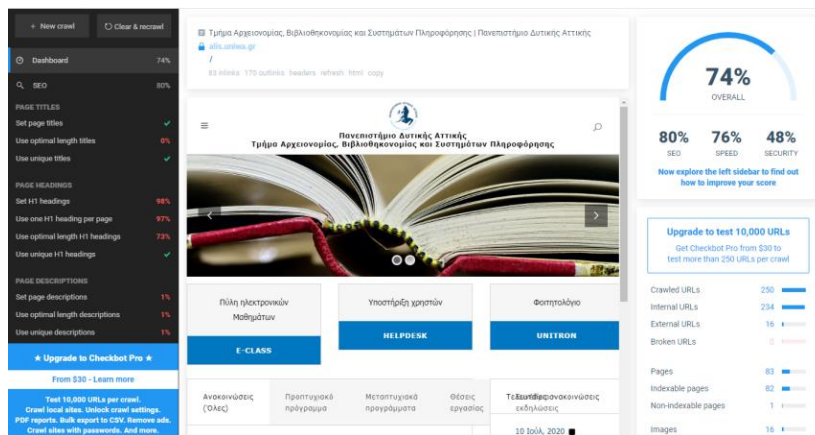 + New crawl
Clear & recrawl
Dashboard 74%
SEO 80%
PAGE TITLES
Set page titles
Use optimal length titles 0%
Use unique titles
PAGE HEADINGS
Set H1 headings 98%
Use one H1 heading per page 97%
Use optimal length H1 headings 73%
Use unique H1 headings
PAGE DESCRIPTIONS
Set page descriptions 1%
Use optimal length descriptions 1%
Use unique descriptions 1%
★ Upgrade to Checkbot Pro ★
From $30 - Learn more
Test 10,000 URLs per crawl.
Crawl local sites. Unlock crawl settings.
PDF reports. Bulk export to CSV. Remove ads.
Crawl sites with passwords. And more.
Τμήμα Αρχειονομίας, Βιβλιοθηκονομίας και Συστημάτων Πληροφόρησης | Πανεπιστήμιο Δυτικής Αττικής
alis.uniwa.gr
/
83 inlinks 170 outlinks headers refresh html copy
Πανεπιστήμιο Δυτικής Αττικής
Τμήμα Αρχειονομίας, Βιβλιοθηκονομίας και Συστημάτων Πληροφόρησης
Πύλη ηλεκτρονικών
Μαθημάτων
E-CLASS
Υποστήριξη χρηστών
HELPDESK
Φοιτητολόγιο
UNITRON
Ανακοινώσεις
(Όλες)
Προπτυχιακό
πρόγραμμα
Μεταπτυχιακά
προγράμματα
Θέσεις
εργασίας
εκδηλώσεις
10 Ιούλ, 2020
74%
OVERALL
80% 76% 48%
SEO SPEED SECURITY
Now explore the left sidebar to find out
how to improve your score
Upgrade to test 10,000 URLs
Get Checkbot Pro from $30 to
test more than 250 URLs per crawl
Crawled URLs 250
Internal URLs 234
External URLs 16
Broken URLs 0
Pages 83
Indexable pages 82
Non-indexable pages 1
Images 16